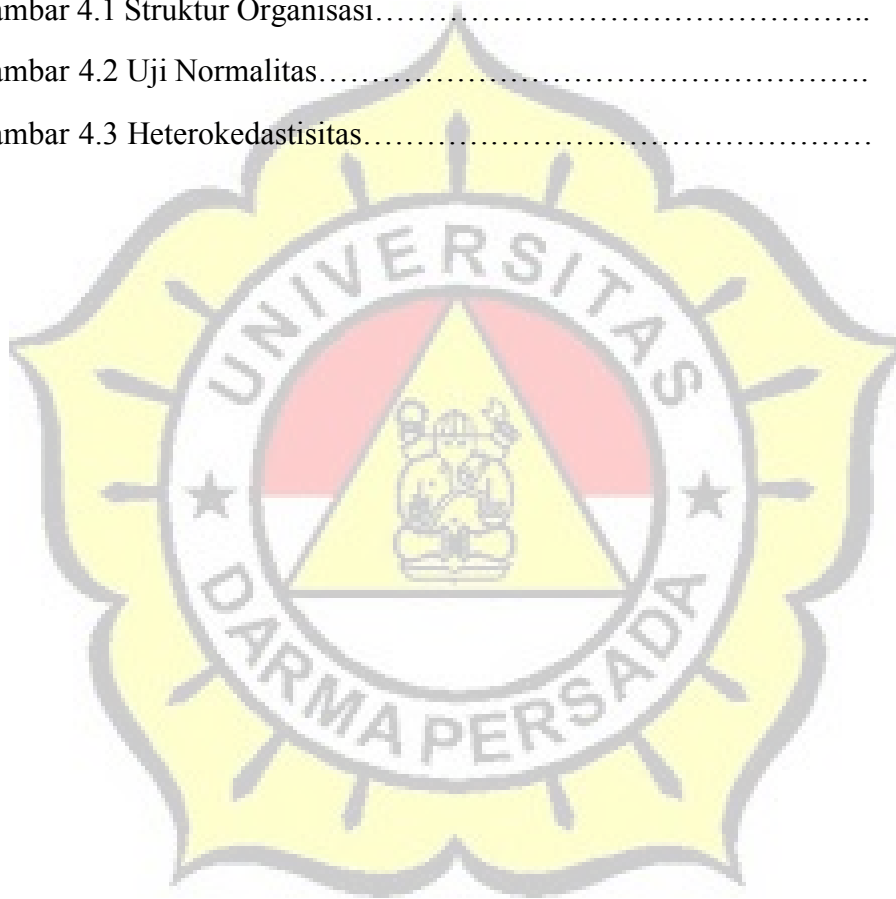 ambar 4.1 Struktur Organisasi…………………………………………..
ambar 4.2 Uji Normalitas…………………………………………………….
ambar 4.3 Heterokedastisitas………………………………………………
UNIVERSITAS
DARMA PERSADA